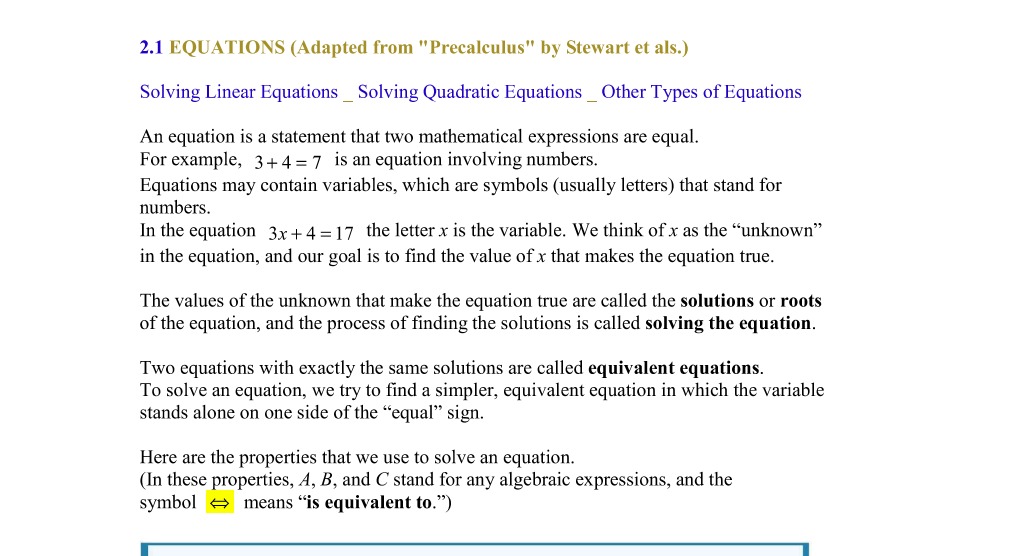 2.1 EQUATIONS (Adapted from "Precalculus" by Stewart et als.)
Solving Linear Equations _ Solving Quadratic Equations _ Other Types of Equations
An equation is a statement that two mathematical expressions are equal.
For example, 3 + 4 = 7 is an equation involving numbers.
Equations may contain variables, which are symbols (usually letters) that stand for
numbers.
In the equation 3x + 4 = 17 the letter x is the variable. We think of x as the “unknown”
in the equation, and our goal is to find the value of x that makes the equation true.
The values of the unknown that make the equation true are called the solutions or roots
of the equation, and the process of finding the solutions is called solving the equation.
Two equations with exactly the same solutions are called equivalent equations.
To solve an equation, we try to find a simpler, equivalent equation in which the variable
stands alone on one side of the “equal” sign.
Here are the properties that we use to solve an equation.
(In these properties, A, B, and C stand for any algebraic expressions, and the
symbol ⇔ means “is equivalent to.”)